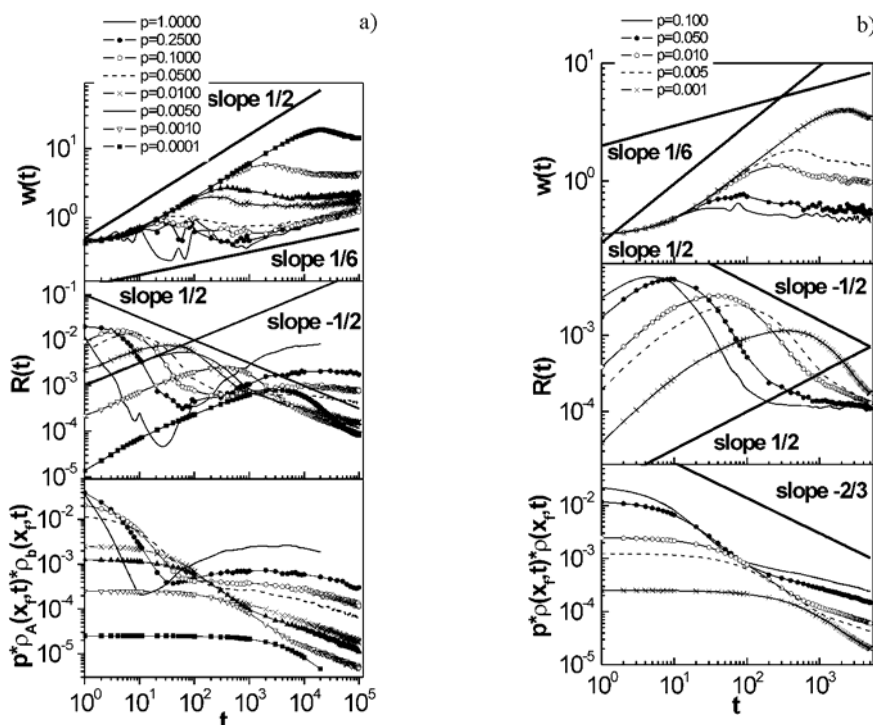 a)
p=1.0000
p=0.2500
p=0.1000
p=0.0500
p=0.0100
p=0.0050
p=0.0010
p=0.0001
w(t)
10^1
10^0
slope 1/2
slope 1/6
R(t)
10^-1
10^-2
10^-3
10^-4
10^-5
slope 1/2
slope -1/2
p*ρ_A(x_f,t)*ρ_b(x_f,t)
10^-2
10^-3
10^-4
10^-5
10^0 10^1 10^2 10^3 10^4 10^5
t
b)
p=0.100
p=0.050
p=0.010
p=0.005
p=0.001
w(t)
10^1
10^0
slope 1/6
slope 1/2
R(t)
10^-3
10^-4
slope -1/2
slope 1/2
p*ρ(x_f,t)*ρ(x_f,t)
10^-2
10^-3
10^-4
10^-5
slope -2/3
10^0 10^1 10^2 10^3
t